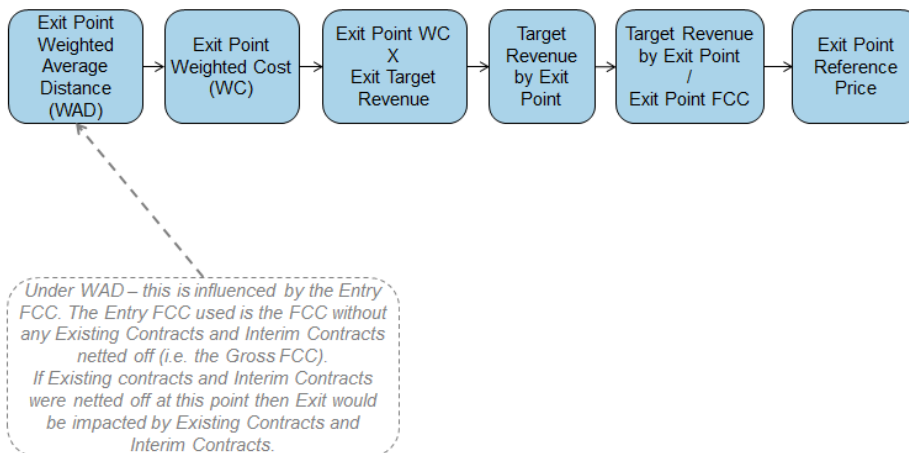 Exit Point
Weighted
Average
Distance
(WAD)
Exit Point
Weighted Cost
(WC)
Exit Point WC
X
Exit Target
Revenue
Target
Revenue
by Exit
Point
Target Revenue
by Exit Point
/
Exit Point FCC
Exit Point
Reference
Price
Under WAD – this is influenced by the Entry
FCC. The Entry FCC used is the FCC without
any Existing Contracts and Interim Contracts
netted off (i.e. the Gross FCC).
If Existing contracts and Interim Contracts
were netted off at this point then Exit would
be impacted by Existing Contracts and
Interim Contracts.